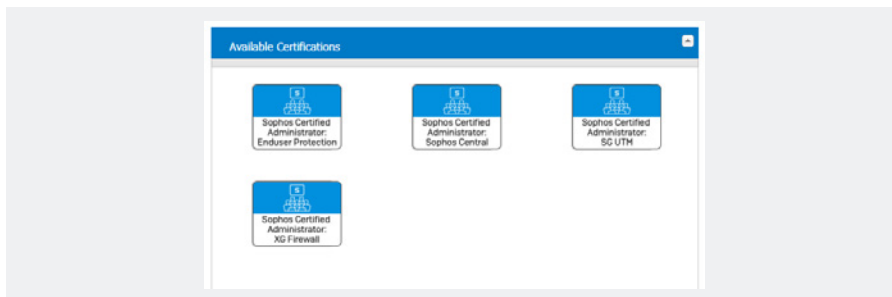 Available Certifications
S
Sophos Certified
Administrator:
Enduser Protection
S
Sophos Certified
Administrator:
Sophos Central
S
Sophos Certified
Administrator:
SG UTM
S
Sophos Certified
Administrator:
XG Firewall